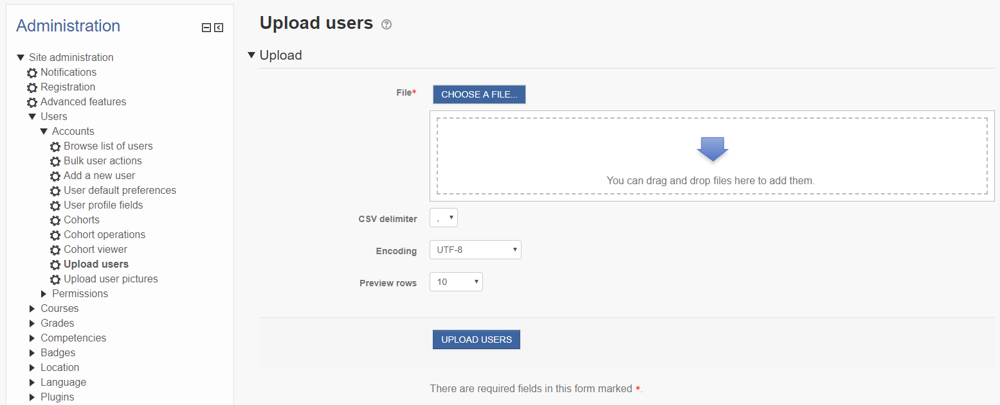 Administration
Site administration
Notifications
Registration
Advanced features
Users
Accounts
Browse list of users
Bulk user actions
Add a new user
User default preferences
User profile fields
Cohorts
Cohort operations
Cohort viewer
Upload users
Upload user pictures
Permissions
Courses
Grades
Competencies
Badges
Location
Language
Plugins
Upload users ?
Upload
File*
CHOOSE A FILE...
You can drag and drop files here to add them.
CSV delimiter ,
Encoding UTF-8
Preview rows 10
UPLOAD USERS
There are required fields in this form marked *.